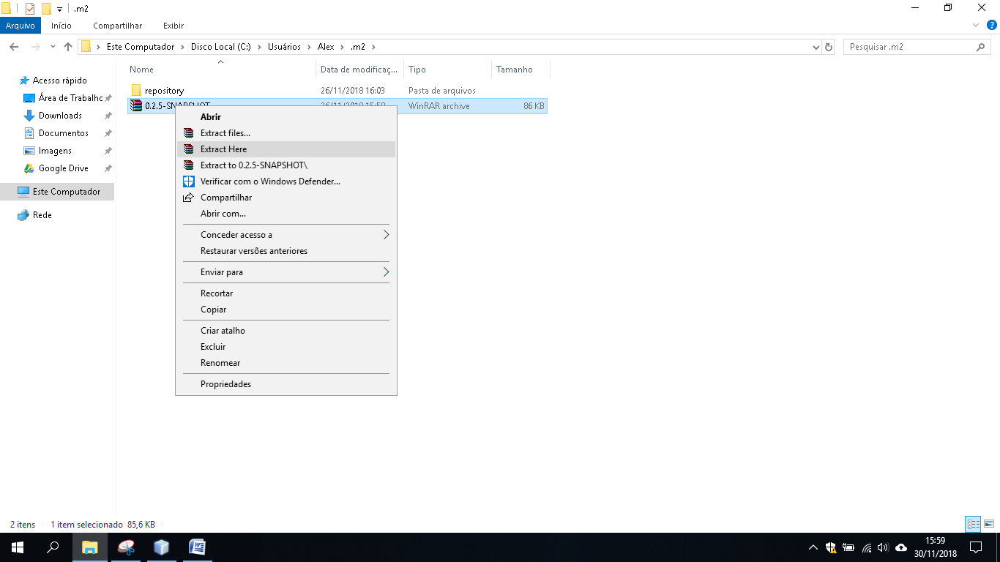 .m2
Arquivo Início Compartilhar Exibir
Este Computador Disco Local (C:) Usuários Alex .m2
Pesquisar .m2
Nome Data de modificaç... Tipo Tamanho
Acesso rápido
Área de Trabalhc
Downloads
Documentos
Imagens
Google Drive
Este Computador
Rede
repository 26/11/2018 16:03 Pasta de arquivos
0.2.5-SNAPSHOT 26/11/2018 15:59 WinRAR archive 86 KB
Abrir
Extract files...
Extract Here
Extract to 0.2.5-SNAPSHOT\
Verificar com o Windows Defender...
Compartilhar
Abrir com...
Conceder acesso a
Restaurar versões anteriores
Enviar para
Recortar
Copiar
Criar atalho
Excluir
Renomear
Propriedades
2 itens 1 item selecionado 85,6 KB
15:59
30/11/2018